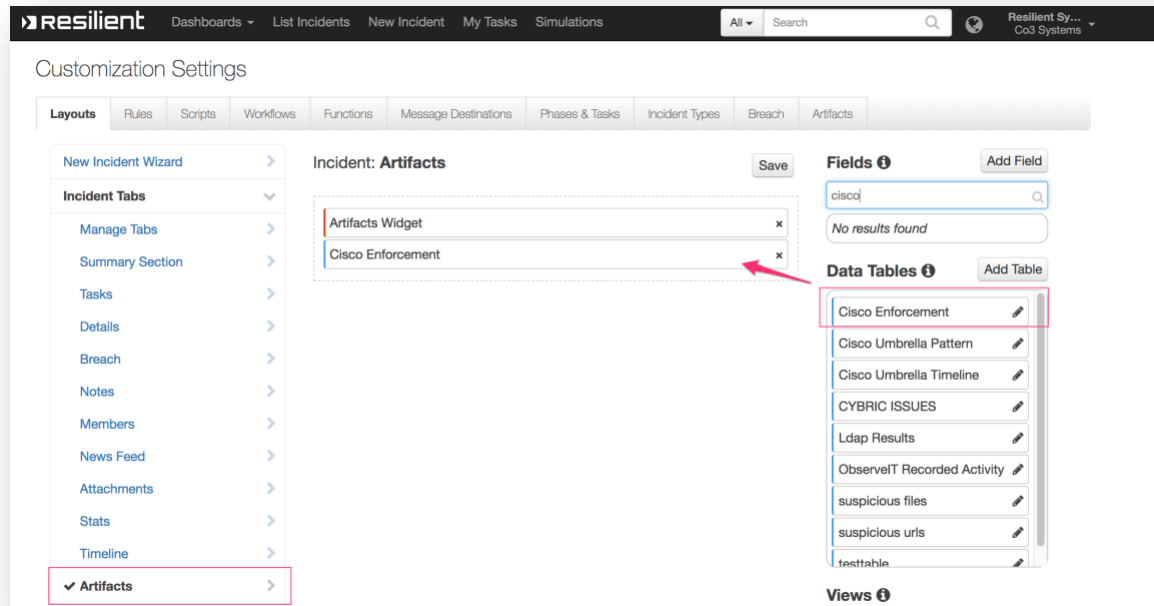 Resilient Dashboards List Incidents New Incident My Tasks Simulations All Search Resilient Sy...
Co3 Systems
Customization Settings
Layouts Rules Scripts Workflows Functions Message Destinations Phases & Tasks Incident Types Breach Artifacts
New Incident Wizard
Incident Tabs
Manage Tabs
Summary Section
Tasks
Details
Breach
Notes
Members
News Feed
Attachments
Stats
Timeline
Artifacts
Incident: Artifacts Save
Artifacts Widget
Cisco Enforcement
Fields Add Field
cisco
No results found
Data Tables Add Table
Cisco Enforcement
Cisco Umbrella Pattern
Cisco Umbrella Timeline
CYBRIC ISSUES
Ldap Results
ObserveIT Recorded Activity
suspicious files
suspicious urls
testtable
Views